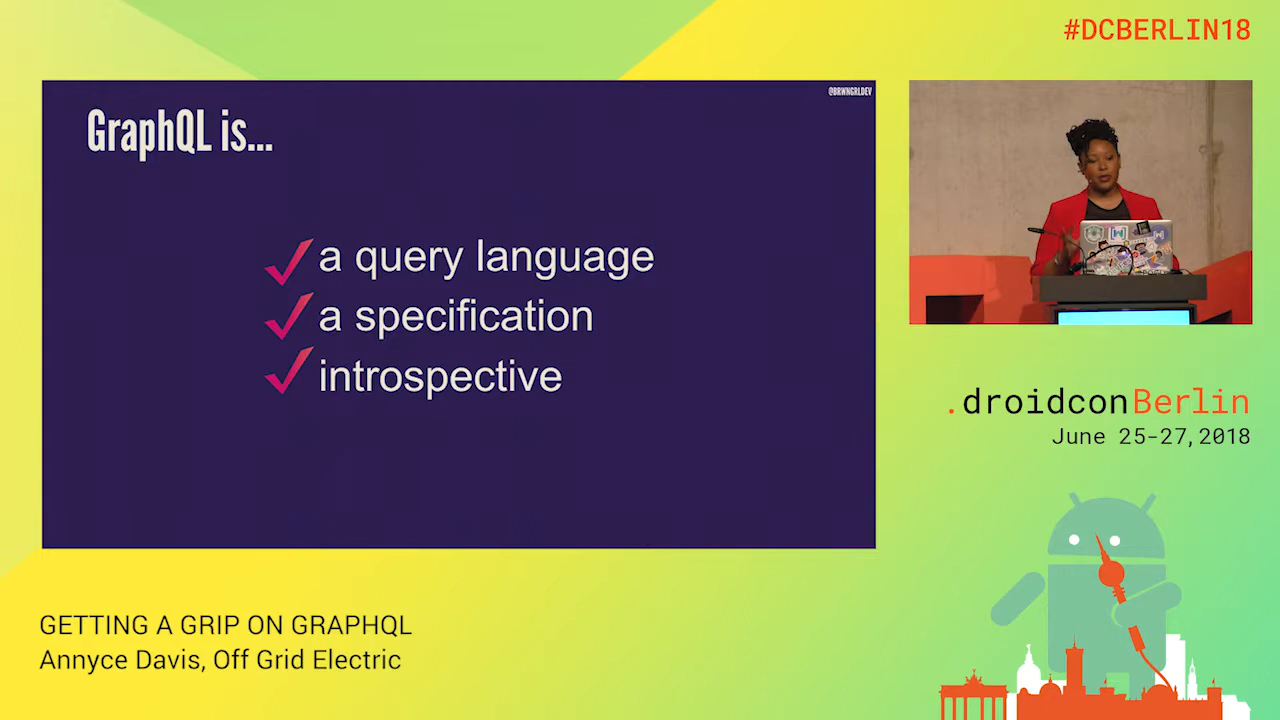 #DCBERLIN18
@BRWNGRLDEV
GraphQL is...
a query language
a specification
introspective
.droidconBerlin
June 25-27,2018
GETTING A GRIP ON GRAPHQL
Annyce Davis, Off Grid Electric